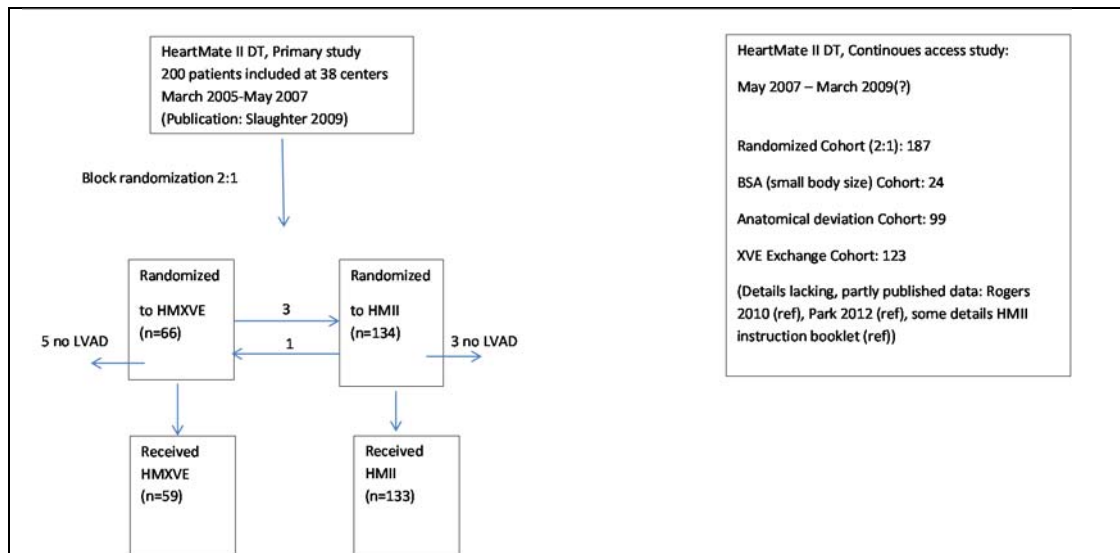 HeartMate II DT, Primary study
200 patients included at 38 centers
March 2005-May 2007
(Publication: Slaughter 2009)
Block randomization 2:1
Randomized
to HMXVE
(n=66)
3
1
Randomized
to HMII
(n=134)
5 no LVAD
3 no LVAD
Received
HMXVE
(n=59)
Received
HMII
(n=133)
HeartMate II DT, Continoues access study:
May 2007 – March 2009(?)
Randomized Cohort (2:1): 187
BSA (small body size) Cohort: 24
Anatomical deviation Cohort: 99
XVE Exchange Cohort: 123
(Details lacking, partly published data: Rogers
2010 (ref), Park 2012 (ref), some details HMII
instruction booklet (ref))